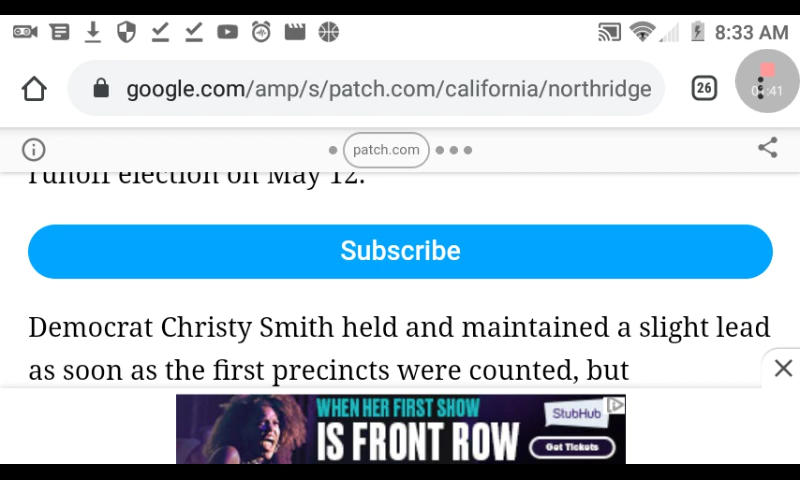 8:33 AM
google.com/amp/s/patch.com/california/northridge
26
patch.com
runoff election on May 12.
Subscribe
Democrat Christy Smith held and maintained a slight lead
as soon as the first precincts were counted, but
WHEN HER FIRST SHOW
IS FRONT ROW
StubHub
Get Tickets